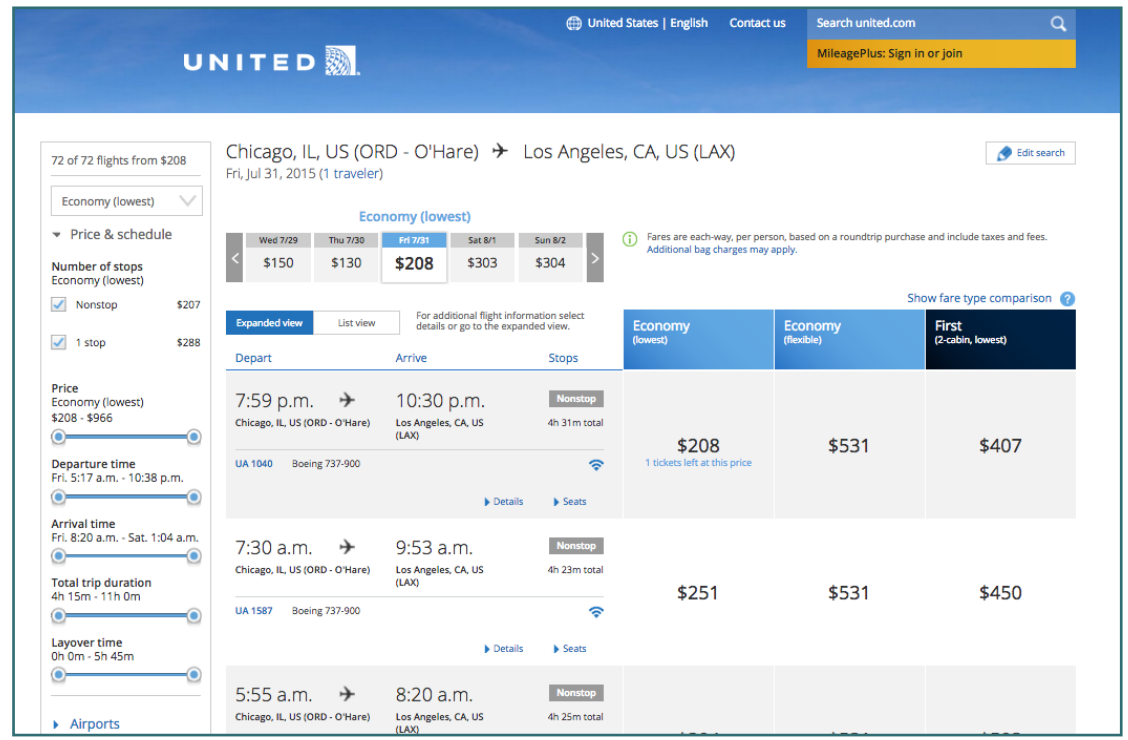 United States | English
Contact us
Search united.com
MileagePlus: Sign in or join
UNITED
72 of 72 flights from $208
Economy (lowest)
Price & schedule
Number of stops
Economy (lowest)
Nonstop $207
1 stop $288
Price
Economy (lowest)
$208 - $966
Departure time
Fri. 5:17 a.m. - 10:38 p.m.
Arrival time
Fri. 8:20 a.m. - Sat. 1:04 a.m.
Total trip duration
4h 15m - 11h 0m
Layover time
0h 0m - 5h 45m
Airports
Chicago, IL, US (ORD - O'Hare) Los Angeles, CA, US (LAX)
Fri, Jul 31, 2015 (1 traveler)
Edit search
Economy (lowest)
Wed 7/29 Thu 7/30 Fri 7/31 Sat 8/1 Sun 8/2
$150 $130 $208 $303 $304
Fares are each-way, per person, based on a roundtrip purchase and include taxes and fees.
Additional bag charges may apply.
Show fare type comparison ?
Expanded view List view
For additional flight information select
details or go to the expanded view.
Depart Arrive Stops
Economy
(lowest)
Economy
(flexible)
First
(2-cabin, lowest)
7:59 p.m. 10:30 p.m. Nonstop
Chicago, IL, US (ORD - O'Hare) Los Angeles, CA, US 4h 31m total
(LAX)
UA 1040 Boeing 737-900
Details Seats
$208 $531 $407
1 tickets left at this price
7:30 a.m. 9:53 a.m. Nonstop
Chicago, IL, US (ORD - O'Hare) Los Angeles, CA, US 4h 23m total
(LAX)
UA 1587 Boeing 737-900
Details Seats
$251 $531 $450
5:55 a.m. 8:20 a.m. Nonstop
Chicago, IL, US (ORD - O'Hare) Los Angeles, CA, US 4h 25m total
(LAX)